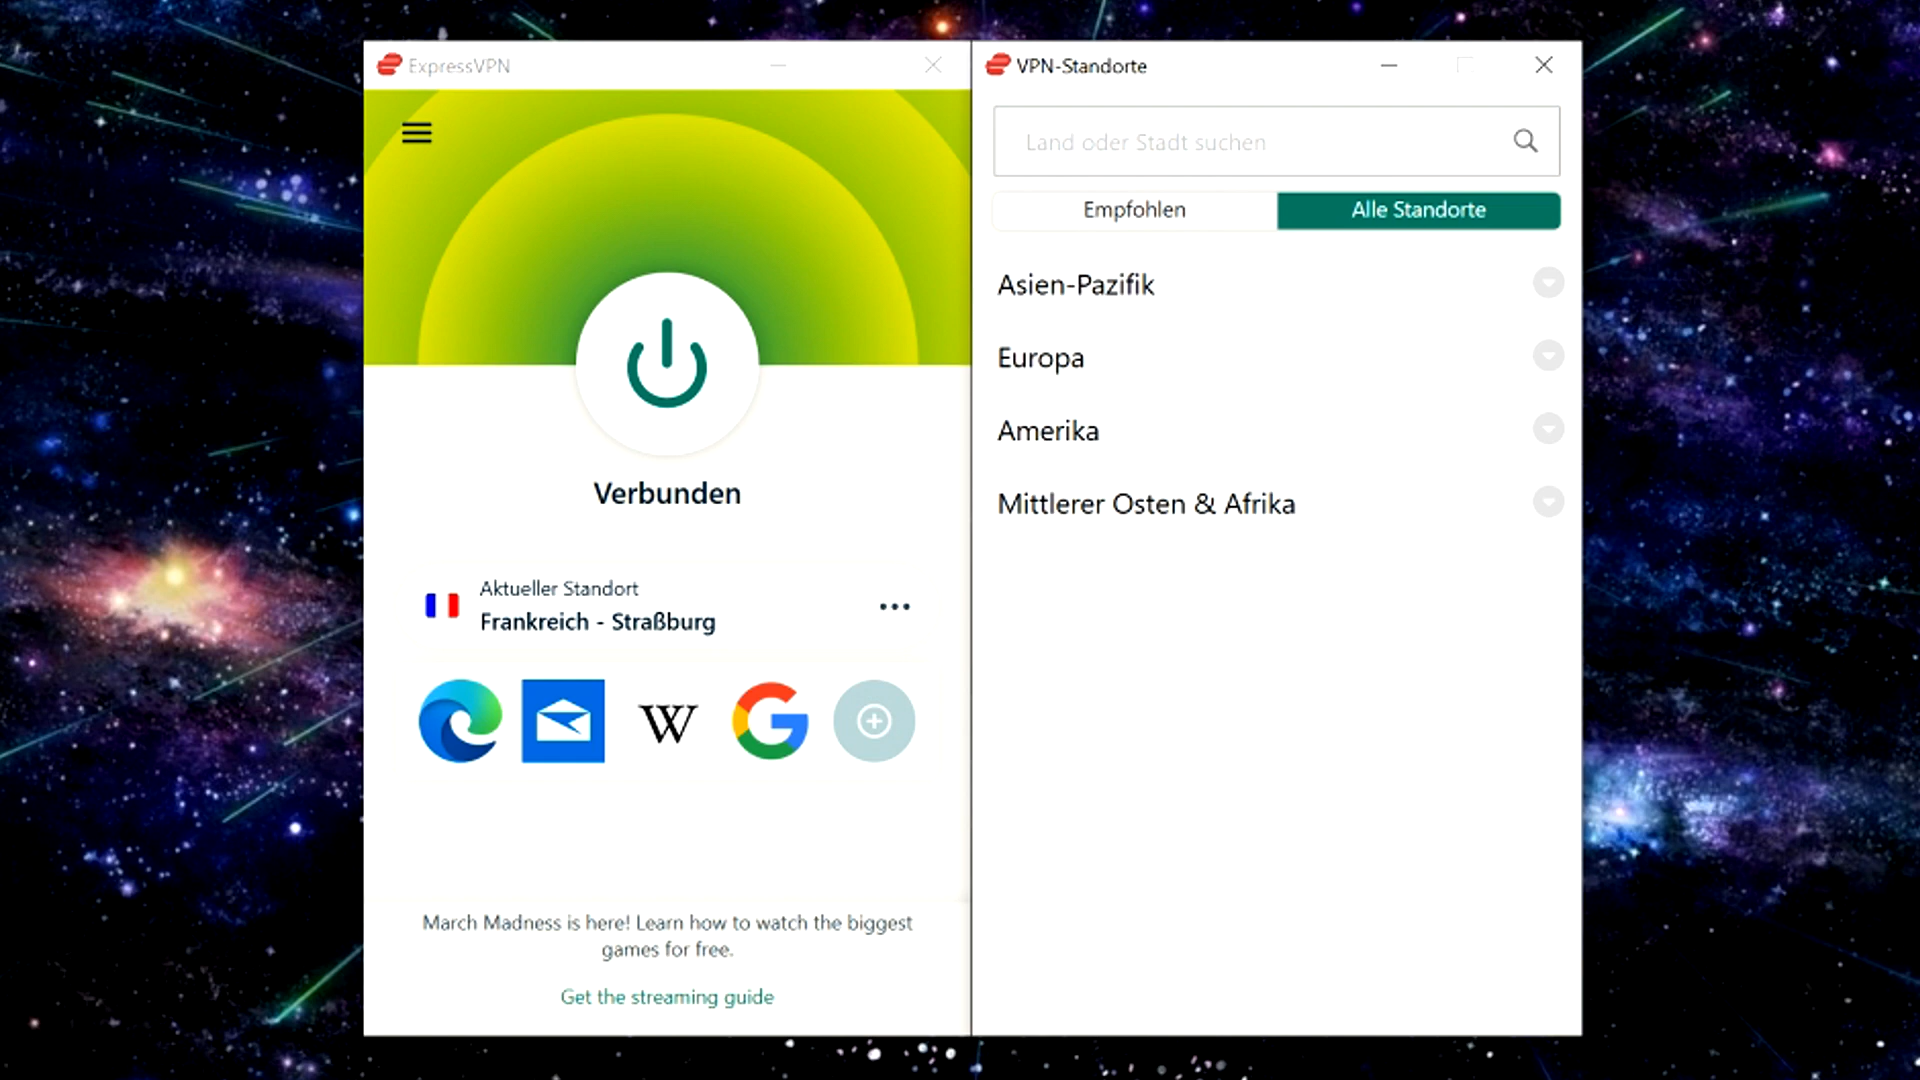 ExpressVPN
Verbunden
Aktueller Standort
Frankreich - Straßburg
W
March Madness is here! Learn how to watch the biggest
games for free.
Get the streaming guide
VPN-Standorte
Land oder Stadt suchen
Empfohlen
Alle Standorte
Asien-Pazifik
Europa
Amerika
Mittlerer Osten & Afrika